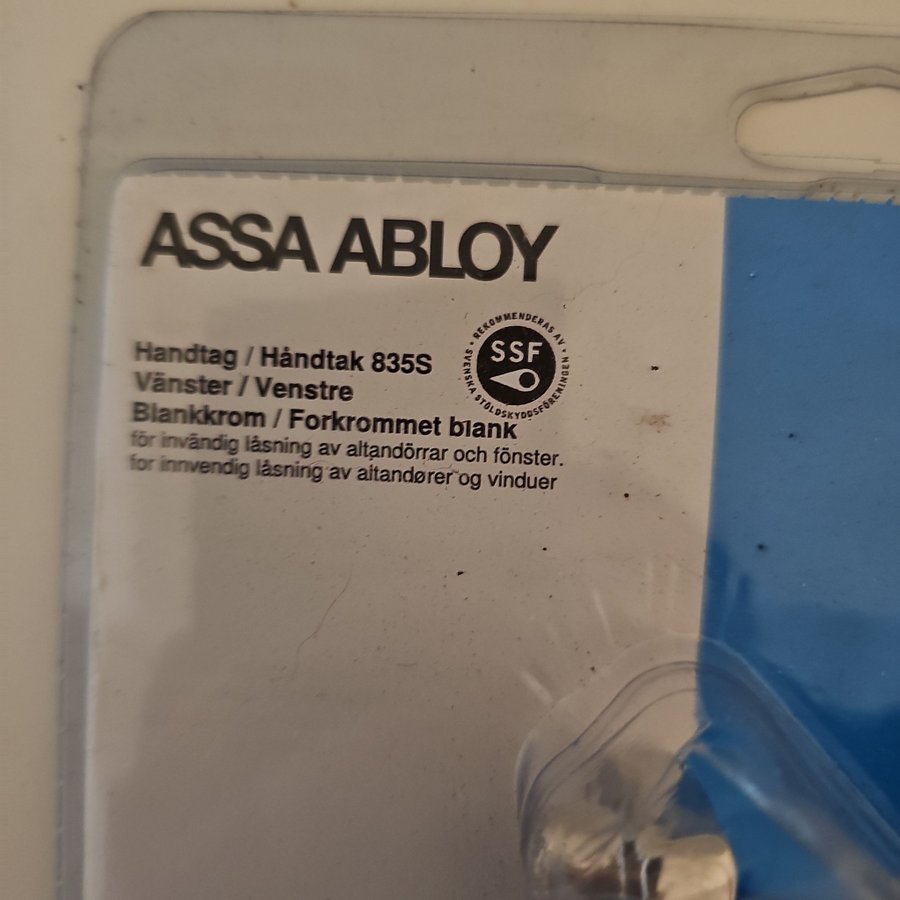 ASSA ABLOY
REKOMMENDERAS AV
SSF
SVENSKA STÖLDSKYDDSFÖRENINGEN
Handtag / Håndtak 835S
Vänster / Venstre
Blankkrom / Forkrommet blank
för invändig låsning av altandörrar och fönster.
for innvendig låsning av altandører og vinduer